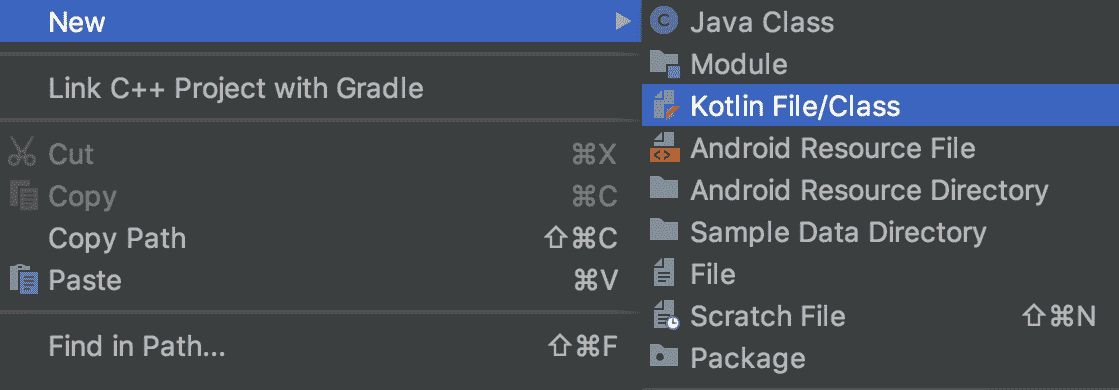 New
Link C++ Project with Gradle
Cut ⌘X
Copy ⌘C
Copy Path ⇧⌘C
Paste ⌘V
Find in Path... ⇧⌘F
Java Class
Module
Kotlin File/Class
Android Resource File
Android Resource Directory
Sample Data Directory
File
Scratch File ⇧⌘N
Package